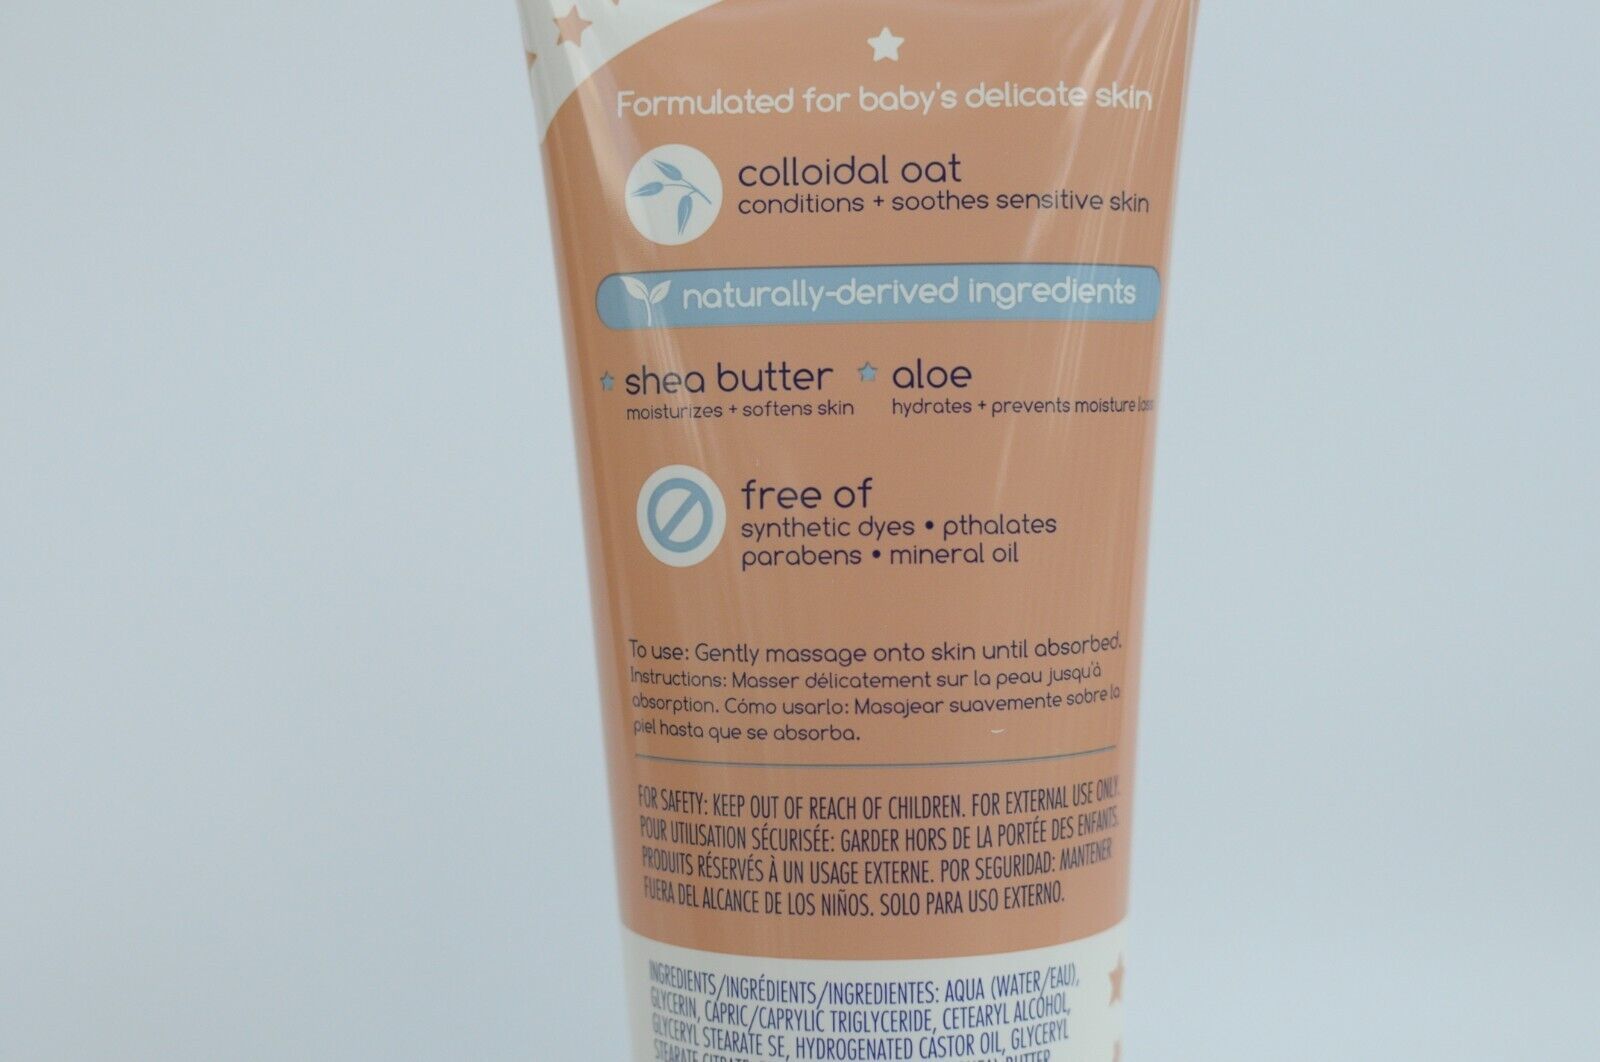 Formulated for baby's delicate skin
colloidal oat
conditions + soothes sensitive skin
naturally-derived ingredients
shea butter
moisturizes + softens skin
aloe
hydrates + prevents moisture loss
free of
synthetic dyes • pthalates
parabens • mineral oil
To use: Gently massage onto skin until absorbed.
Instructions: Masser délicatement sur la peau jusqu'à
absorption. Cómo usarlo: Masajear suavemente sobre la
piel hasta que se absorba.
FOR SAFETY: KEEP OUT OF REACH OF CHILDREN. FOR EXTERNAL USE ONLY.
POUR UTILISATION SÉCURISÉE: GARDER HORS DE LA PORTÉE DES ENFANTS.
PRODUITS RÉSERVÉS À UN USAGE EXTERNE. POR SEGURIDAD: MANTENER
FUERA DEL ALCANCE DE LOS NIÑOS. SOLO PARA USO EXTERNO.
INGREDIENTS/INGRÉDIENTS/INGREDIENTES: AQUA (WATER/EAU),
GLYCERIN, CAPRIC/CAPRYLIC TRIGLYCERIDE, CETEARYL ALCOHOL,
GLYCERYL STEARATE SE, HYDROGENATED CASTOR OIL, GLYCERYL
STEARATE CITRATE, BUTTER